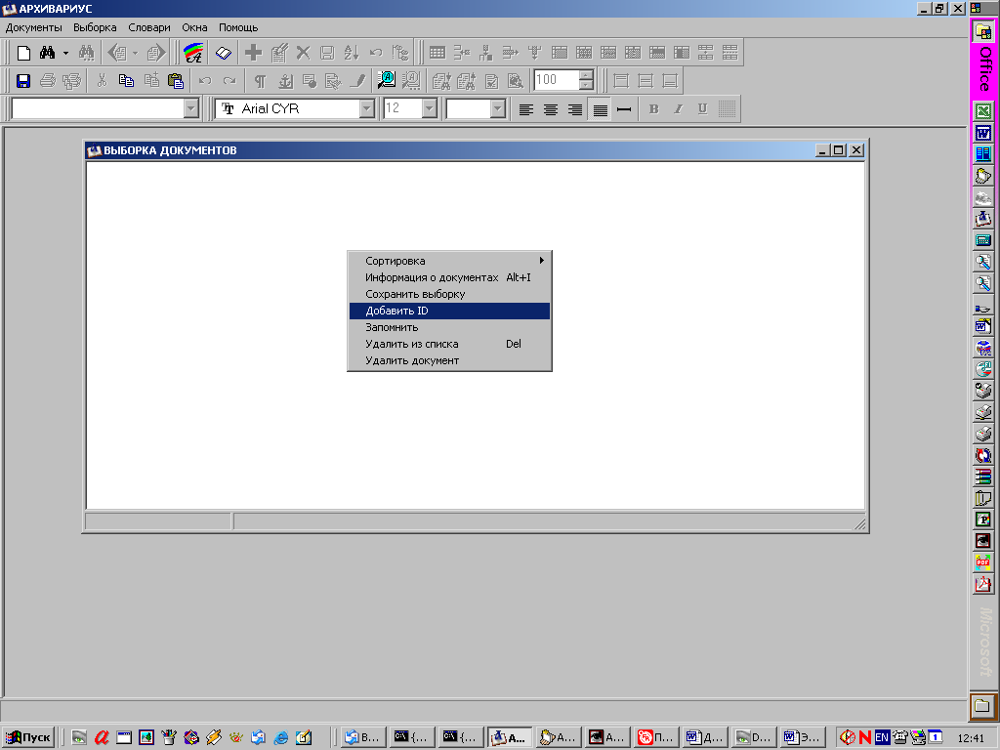 АРХИВАРИУС
Документы Выборка Словари Окна Помощь
Office
100
Arial CYR 12 B I U
ВЫБОРКА ДОКУМЕНТОВ
Сортировка
Информация о документах Alt+I
Сохранить выборку
Добавить ID
Запомнить
Удалить из списка Del
Удалить документ
Microsoft
Пуск В... {... {... А... А... А... П... Д... D... Э... EN 12:41